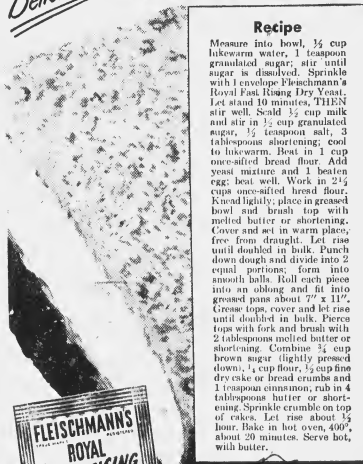 Recipe
Measure into bowl, ½ cup
lukewarm water, 1 teaspoon
granulated sugar; stir until
sugar is dissolved. Sprinkle
with 1 envelope Fleischmann's
Royal Fast Rising Dry Yeast.
Let stand 10 minutes, THEN
stir well. Scald ½ cup milk
and stir in ½ cup granulated
sugar, ½ teaspoon salt, 3
tablespoons shortening; cool
to lukewarm. Beat in 1 cup
once-sifted bread flour. Add
yeast mixture and 1 beaten
egg; beat well. Work in 2½
cups once-sifted bread flour.
Knead lightly; place in greased
bowl and brush top with
melted butter or shortening.
Cover and set in warm place,
free from draught. Let rise
until doubled in bulk. Punch
down dough and divide into 2
equal portions; form into
smooth balls. Roll each piece
into an oblong and fit into
greased pans about 7" x 11".
Grease tops, cover and let rise
until doubled in bulk. Pierce
tops with fork and brush with
2 tablespoons melted butter or
shortening. Combine ¾ cup
brown sugar (lightly pressed
down), ¼ cup flour, ½ cup fine
dry cake or bread crumbs and
1 teaspoon cinnamon; rub in 4
tablespoons butter or short-
ening. Sprinkle crumble on top
of cakes. Let rise about ½
hour. Bake in hot oven, 400°,
about 20 minutes. Serve hot,
with butter.
FLEISCHMANN'S
ROYAL